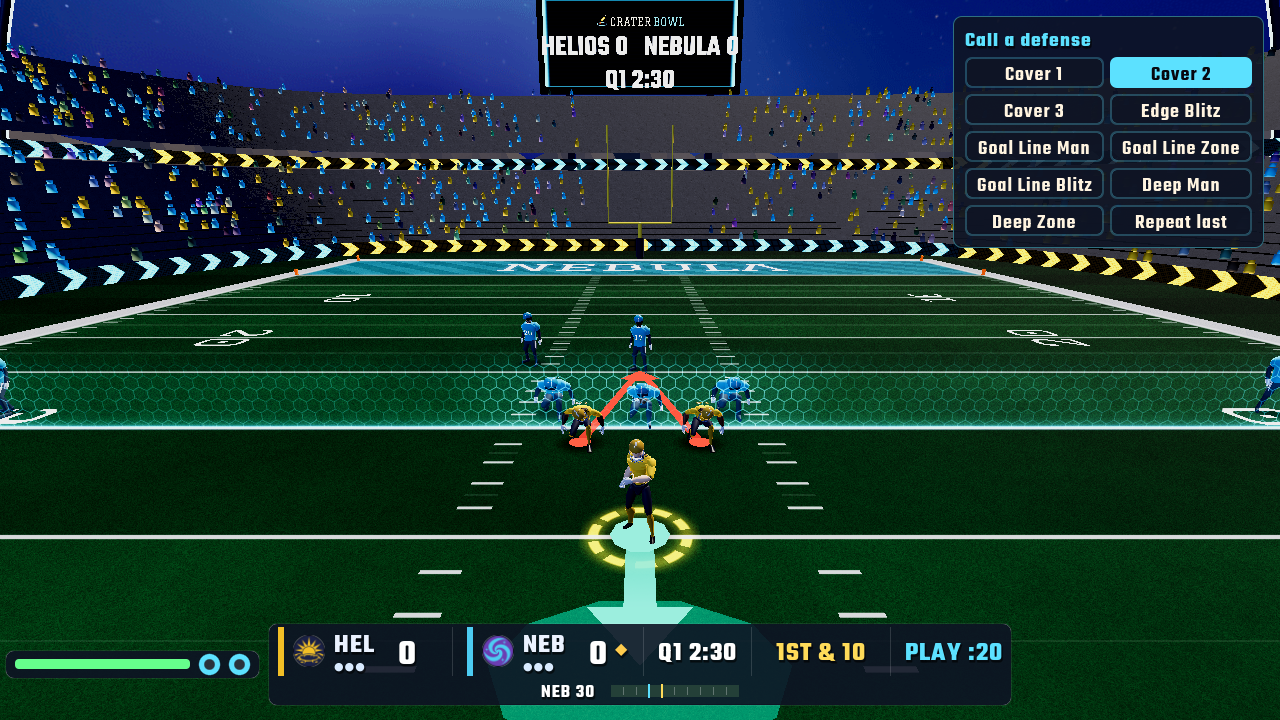 CRATER BOWL
HELIOS 0 NEBULA 0
Q1 2:30
Call a defense
Cover 1
Cover 2
Cover 3
Edge Blitz
Goal Line Man
Goal Line Zone
Goal Line Blitz
Deep Man
Deep Zone
Repeat last
NEBULA
HEL 0
NEB 0
Q1 2:30
1ST & 10
PLAY :20
NEB 30